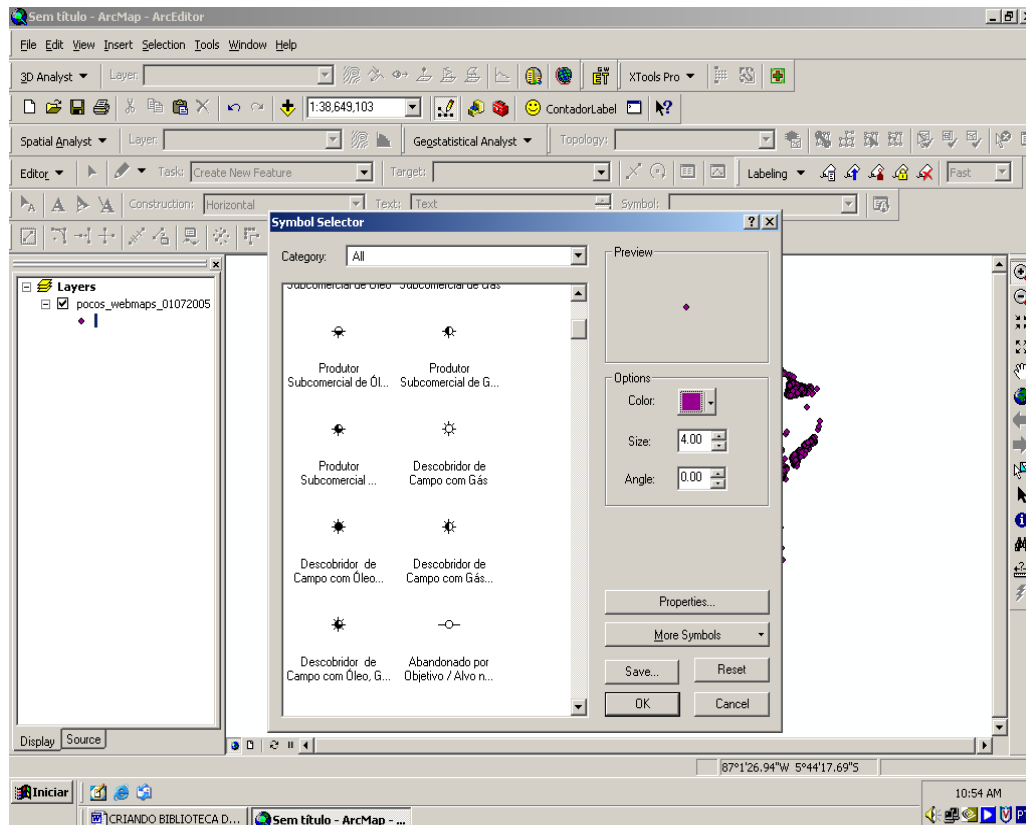 Sem título - ArcMap - ArcEditor
File Edit View Insert Selection Tools Window Help
3D Analyst Layer: XTools Pro
1:38,649,103 ContadorLabel
Spatial Analyst Layer: Geostatistical Analyst Topology:
Editor Task: Create New Feature Target: Labeling Fast
Construction: Horizontal Text: Text Symbol:
Symbol Selector
Category: All
Subcomercial de Óleo Subcomercial de Gás
Produtor Subcomercial de Ól...
Produtor Subcomercial de G...
Produtor Subcomercial ...
Descobridor de Campo com Gás
Descobridor de Campo com Óleo...
Descobridor de Campo com Gás...
Descobridor de Campo com Óleo, G...
Abandonado por Objetivo / Alvo n...
Preview
Options
Color:
Size: 4.00
Angle: 0.00
Properties...
More Symbols
Save... Reset
OK Cancel
Layers
pocos_webmaps_01072005
Display Source
87°1'26.94"W 5°44'17.69"S
Iniciar
10:54 AM
CRIANDO BIBLIOTECA D...
Sem título - ArcMap - ...